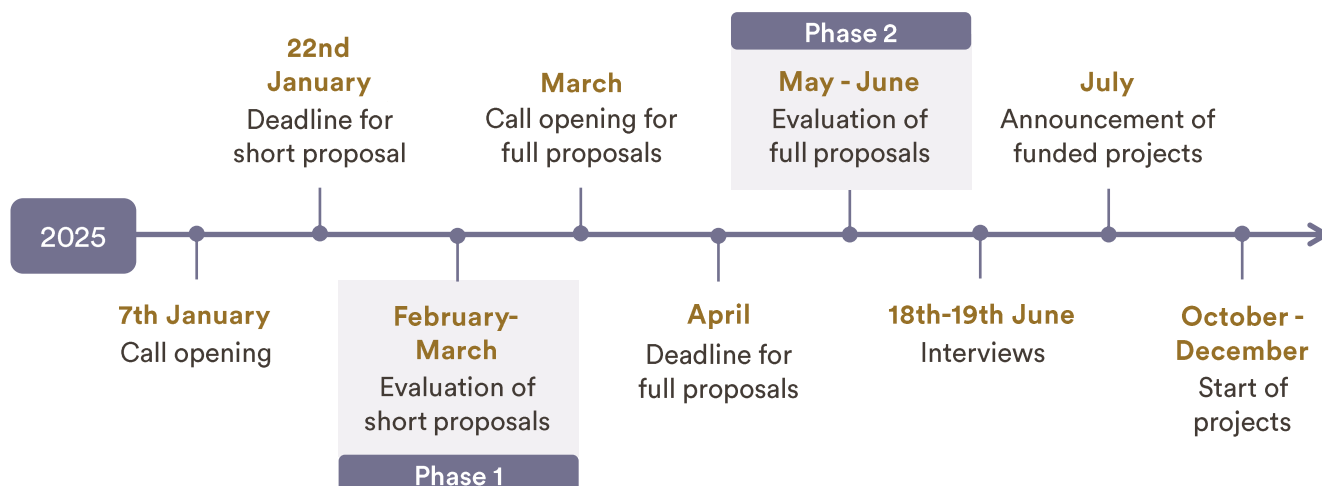 2025
7th January
Call opening
22nd
January
Deadline for
short proposal
February-
March
Evaluation of
short proposals
Phase 1
March
Call opening for
full proposals
April
Deadline for
full proposals
Phase 2
May - June
Evaluation of
full proposals
18th-19th June
Interviews
July
Announcement of
funded projects
October -
December
Start of
projects